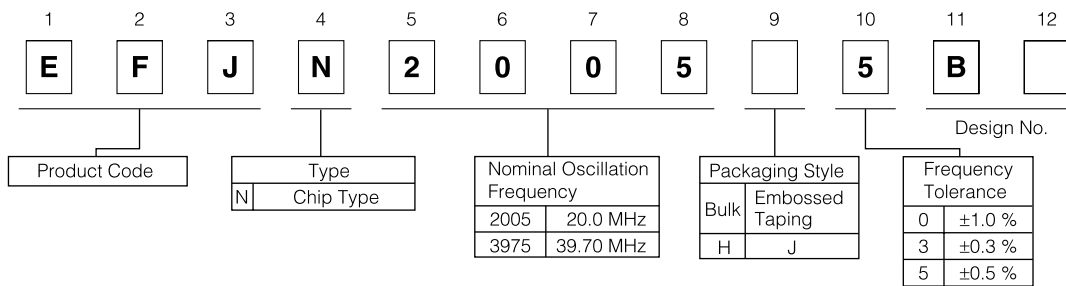 1 2 3 4 5 6 7 8 9 10 11 12
E F J N 2 0 0 5 5 B
Design No.
Product Code
Type
N Chip Type
Nominal Oscillation
Frequency
2005 20.0 MHz
3975 39.70 MHz
Packaging Style
Bulk Embossed
Taping
H J
Frequency
Tolerance
0 ±1.0 %
3 ±0.3 %
5 ±0.5 %